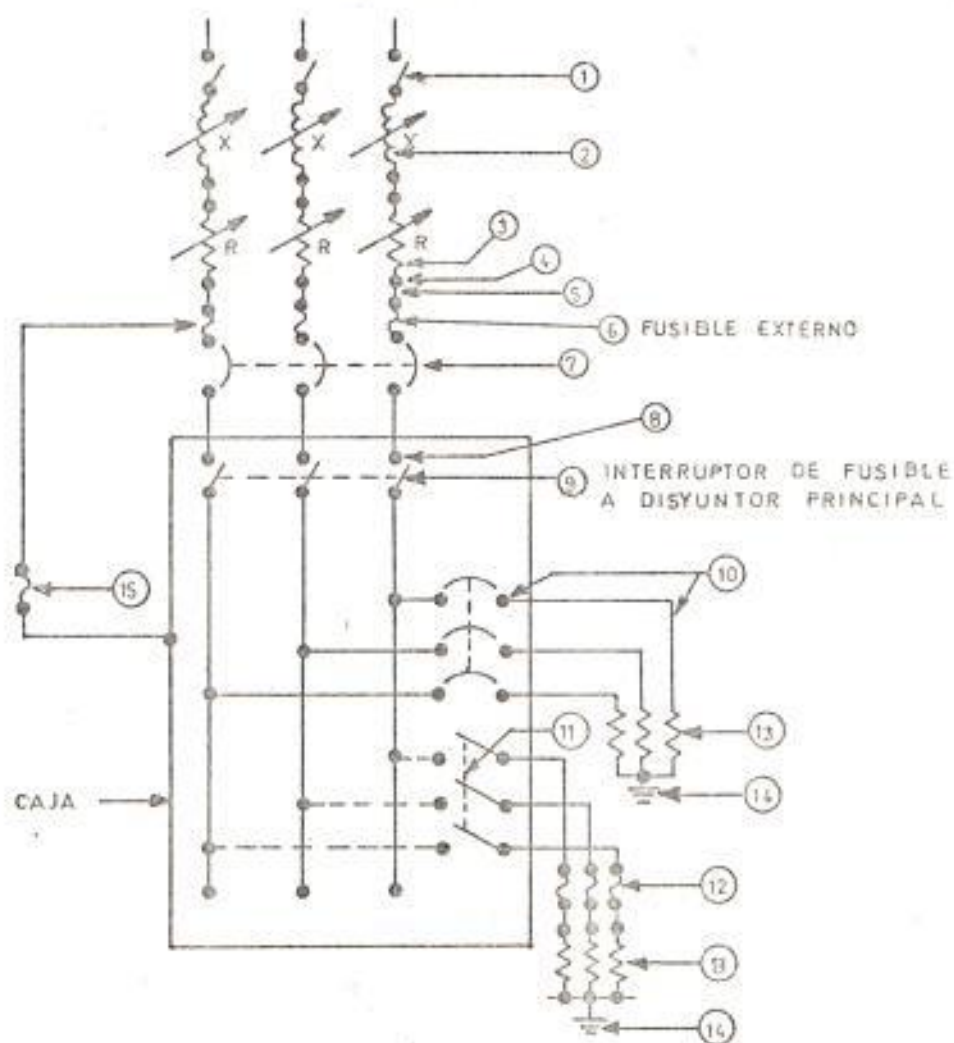 1
X X X
2
R R R
3
4
5
6 FUSIBLE EXTERNO
7
8
9 INTERRUPTOR DE FUSIBLE
A DISYUNTOR PRINCIPAL
15
10
11
13
CAJA
14
12
13
14